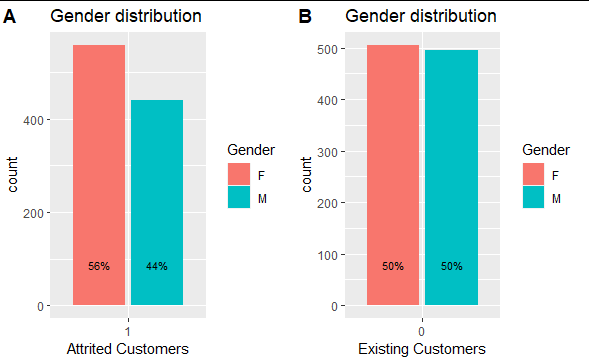 A
Gender distribution
count
400
200
0
56%
44%
1
Attrited Customers
Gender
F
M
B
Gender distribution
count
500
400
300
200
100
0
50%
50%
0
Existing Customers
Gender
F
M